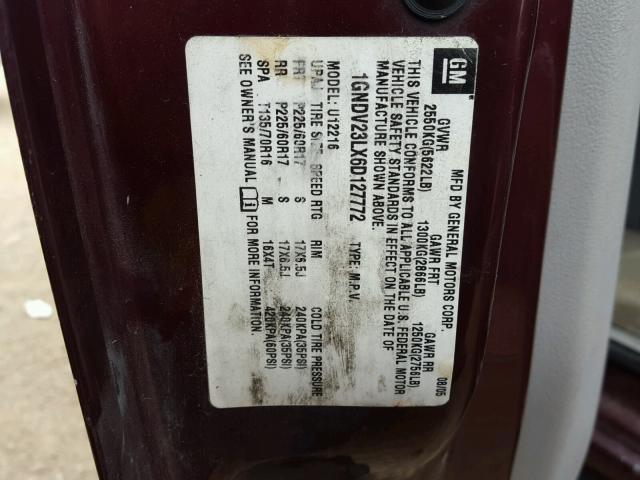 GM
MFD BY GENERAL MOTORS CORP. 08/05
GVWR GAWR FRT GAWR RR
2550KG(5622LB) 1300KG(2866LB) 1250KG(2756LB)
THIS VEHICLE CONFORMS TO ALL APPLICABLE U.S. FEDERAL MOTOR
VEHICLE SAFETY STANDARDS IN EFFECT ON THE DATE OF
MANUFACTURE SHOWN ABOVE.
1GNDV23LX6D127772 TYPE: M.P.V.
MODEL: U12216
TIRE SIZE SPEED RTG RIM COLD TIRE PRESSURE
FRT P225/60R17 S 17X6.5J 240KPA(35PSI)
RR P225/60R17 S 17X6.5J 240KPA(35PSI)
SPA T135/70R16 M 16X4T 420KPA(60PSI)
SEE OWNER'S MANUAL FOR MORE INFORMATION.